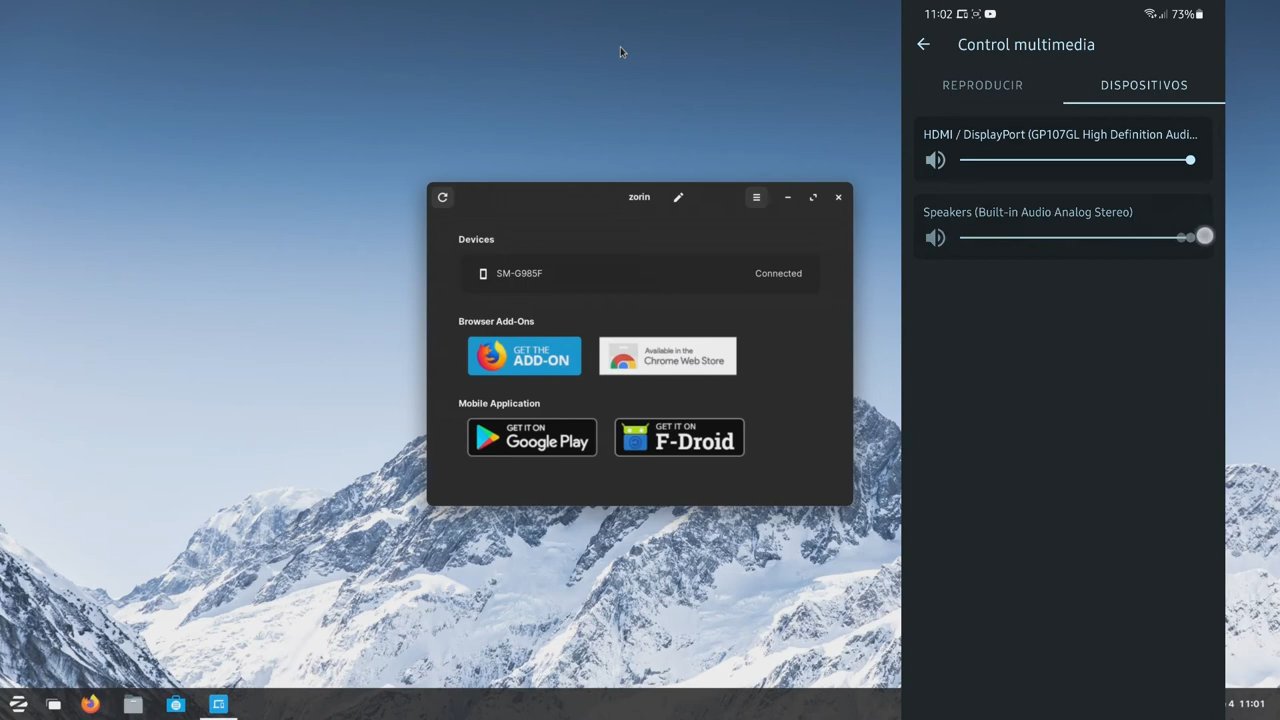 11:02
73%
Control multimedia
REPRODUCIR
DISPOSITIVOS
HDMI / DisplayPort (GP107GL High Definition Audi...
Speakers (Built-in Audio Analog Stereo)
zorin
Devices
SM-G985F
Connected
Browser Add-Ons
GET THE
ADD-ON
Available in the
Chrome Web Store
Mobile Application
GET IT ON
Google Play
GET IT ON
F-Droid
4 11:01